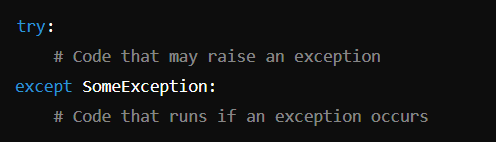 try:
    # Code that may raise an exception
except SomeException:
    # Code that runs if an exception occurs